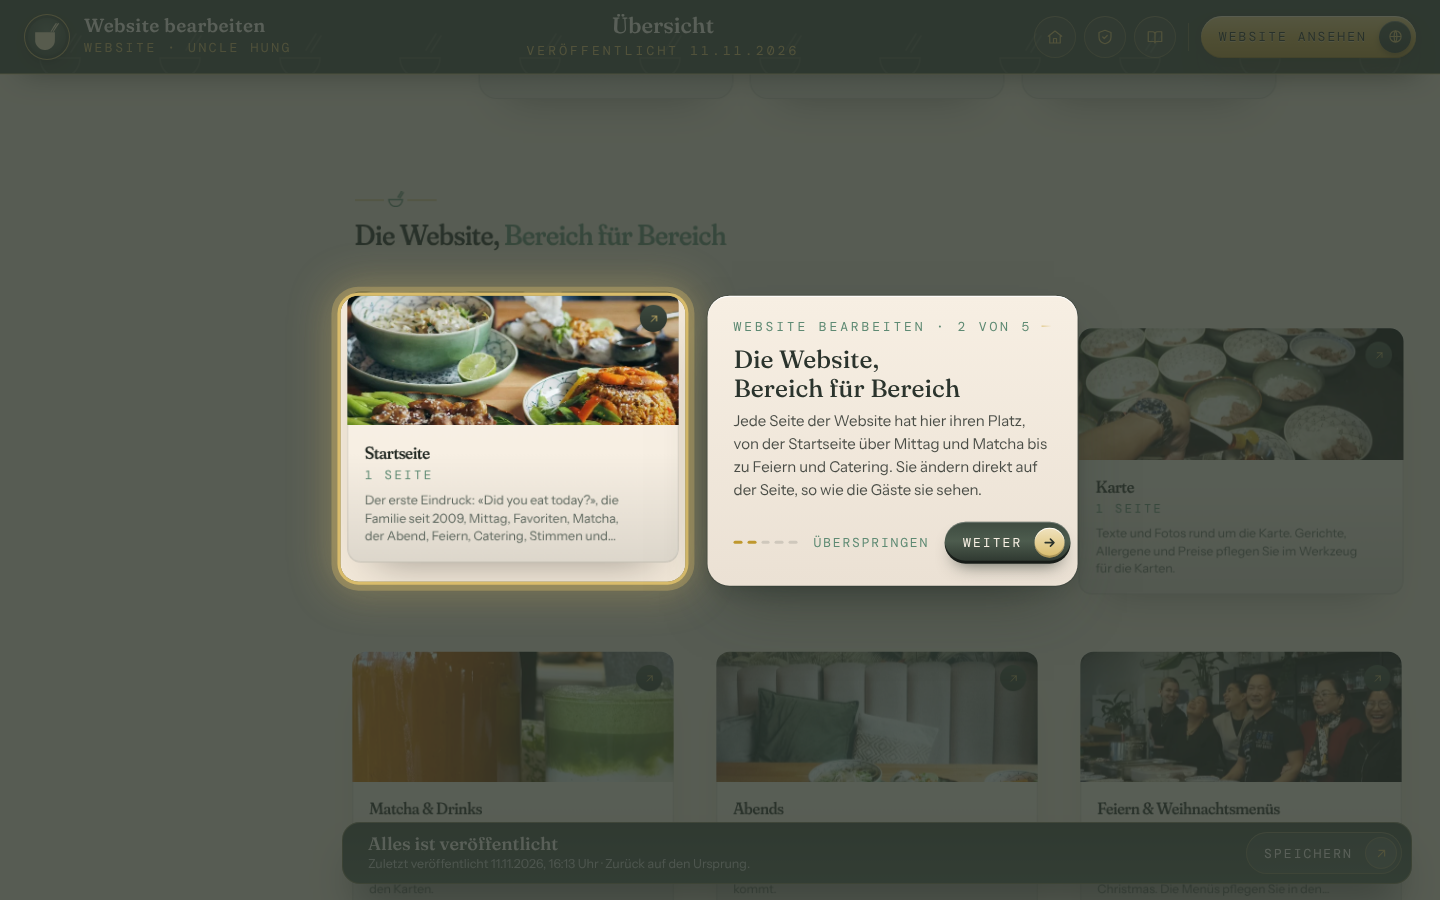 Website bearbeiten
WEBSITE · UNCLE HUNG
Übersicht
VERÖFFENTLICHT 11.11.2026
WEBSITE ANSEHEN
Die Website, Bereich für Bereich
Startseite
1 SEITE
Der erste Eindruck: «Did you eat today?», die
Familie seit 2009, Mittag, Favoriten, Matcha,
der Abend, Feiern, Catering, Stimmen und...
WEBSITE BEARBEITEN · 2 VON 5
Die Website,
Bereich für Bereich
Jede Seite der Website hat hier ihren Platz,
von der Startseite über Mittag und Matcha bis
zu Feiern und Catering. Sie ändern direkt auf
der Seite, so wie die Gäste sie sehen.
ÜBERSPRINGEN
WEITER
Karte
1 SEITE
Texte und Fotos rund um die Karte. Gerichte,
Allergene und Preise pflegen Sie im Werkzeug
für die Karten.
Matcha & Drinks
Abends
Feiern & Weihnachtsmenüs
Alles ist veröffentlicht
Zuletzt veröffentlicht 11.11.2026, 16:13 Uhr · Zurück auf den Ursprung.
SPEICHERN
den Karten.
kommt.
Christmas. Die Menüs pflegen Sie in den...